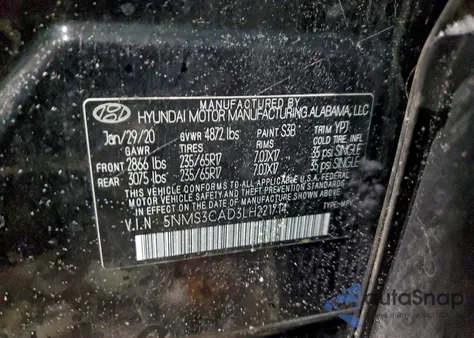 MANUFACTURED BY
HYUNDAI MOTOR MANUFACTURING ALABAMA, LLC
Jan/29/20 GVWR 4872 lbs PAINT S3B TRIM YPJ
GAWR TIRES RIMS COLD TIRE INFL
FRONT 2866 lbs 235/65R17 7.0JX17 35 psi
REAR 3075 lbs 235/65R17 7.0JX17 35 psi
THIS VEHICLE CONFORMS TO ALL APPLICABLE U.S.A. FEDERAL
MOTOR VEHICLE SAFETY AND THEFT PREVENTION STANDARDS
IN EFFECT ON THE DATE OF MANUFACTURE SHOWN ABOVE.
V.I.N: TYPE:MPV
autoSnap